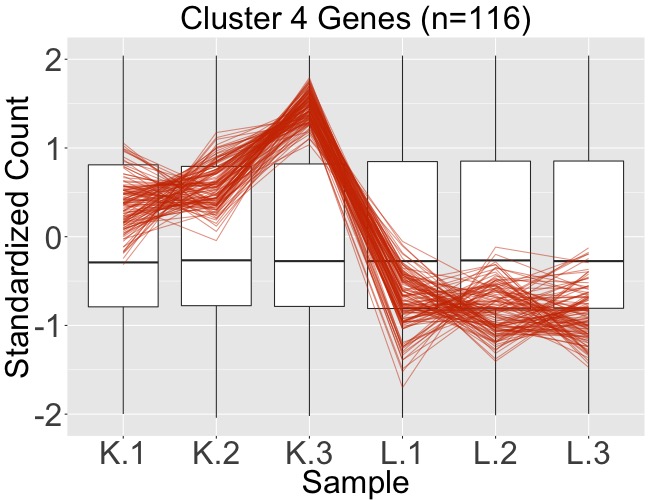 Cluster 4 Genes (n=116)
Standardized Count
2
1
0
-1
-2
K.1 K.2 K.3 L.1 L.2 L.3
Sample